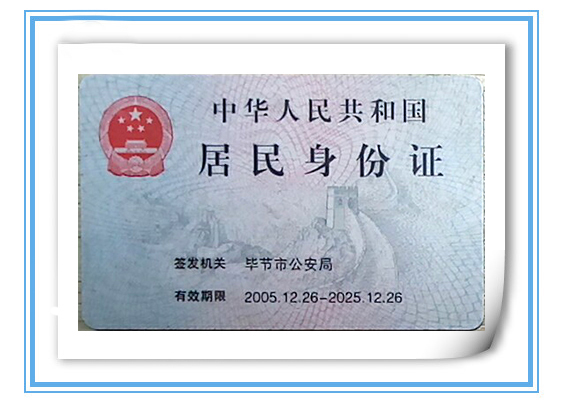 中华人民共和国
居民身份证
签发机关 毕节市公安局
有效期限 2005.12.26-2025.12.26